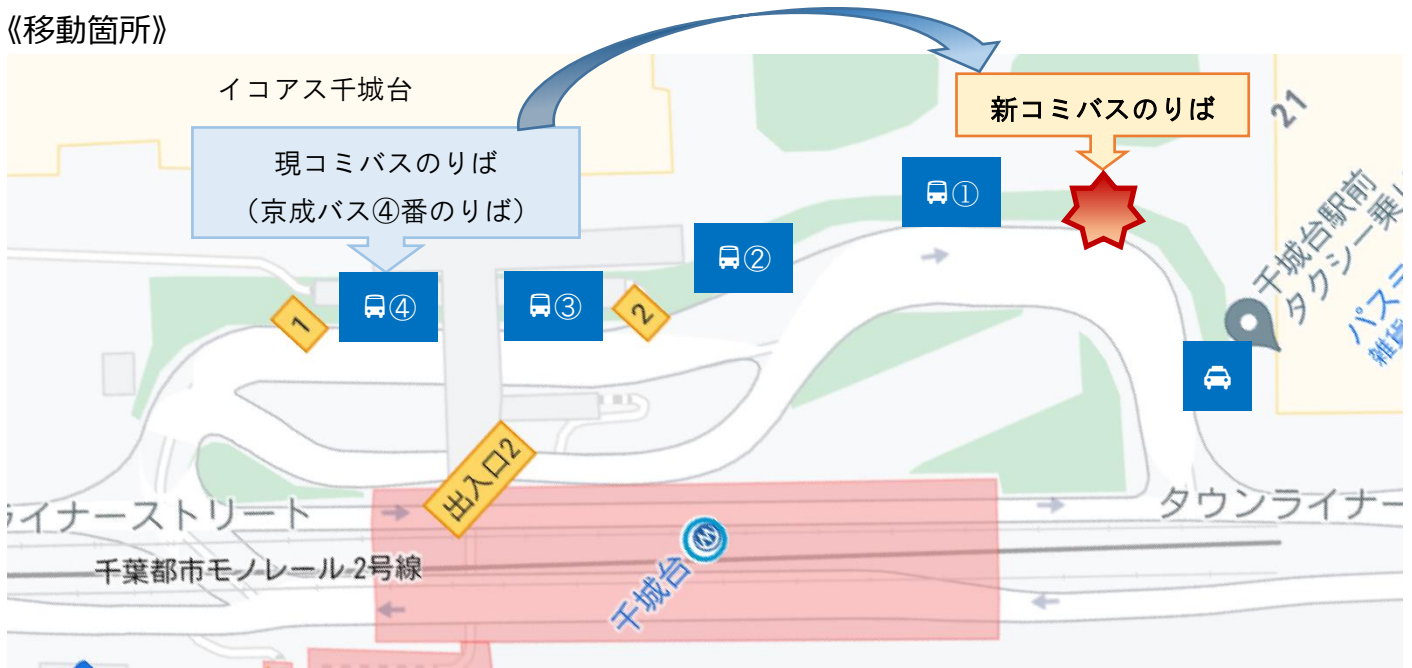 《移動箇所》
イコアス千城台
現コミバスのりば
（京成バス④番のりば）
新コミバスのりば
21
①
②
③
④
1
2
千城台駅前
タクシー乗
パステ
雑貨
出入口2
ライナーストリート
タウンライナー
千葉都市モノレール 2号線
千城台